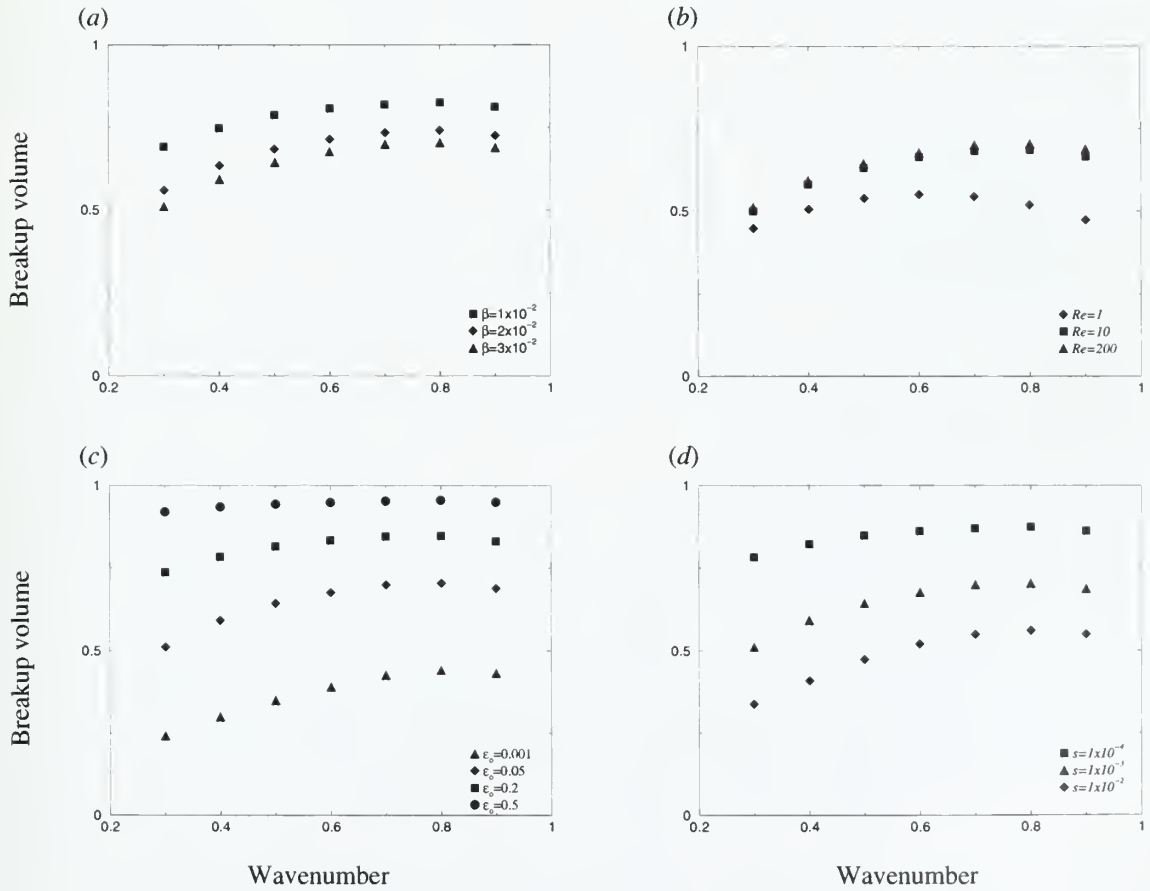 (a)
1
0.5
0
0.2
0.4
0.6
0.8
1
Breakup volume
β=1x10⁻²
β=2x10⁻²
β=3x10⁻²
(b)
1
0.5
0
0.2
0.4
0.6
0.8
1
Re=1
Re=10
Re=200
(c)
1
0.5
0
0.2
0.4
0.6
0.8
1
Breakup volume
Wavenumber
εₒ=0.001
εₒ=0.05
εₒ=0.2
εₒ=0.5
(d)
1
0.5
0
0.2
0.4
0.6
0.8
1
s=1x10⁻⁴
s=1x10⁻³
s=1x10⁻²
Wavenumber